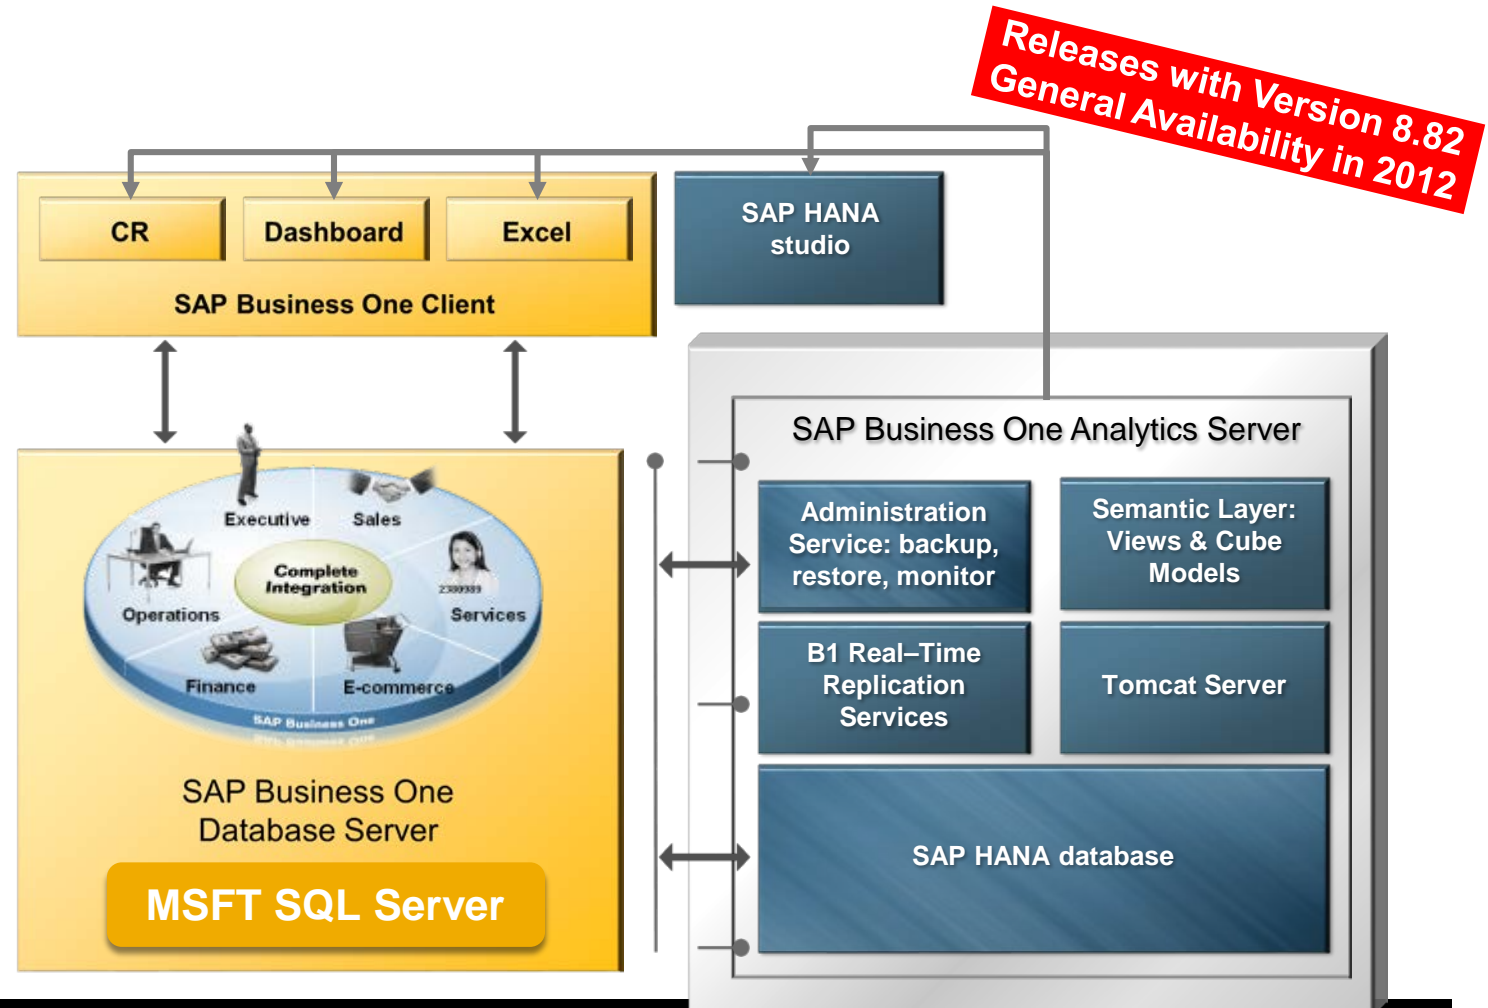 Releases with Version 8.82
General Availability in 2012
CR
Dashboard
Excel
SAP Business One Client
SAP HANA
studio
SAP Business One Analytics Server
Administration
Service: backup,
restore, monitor
Semantic Layer:
Views & Cube
Models
B1 Real–Time
Replication
Services
Tomcat Server
SAP HANA database
Executive
Sales
Complete
Integration
2380989
Operations
Services
Finance
E-commerce
SAP Business One
SAP Business One
Database Server
MSFT SQL Server